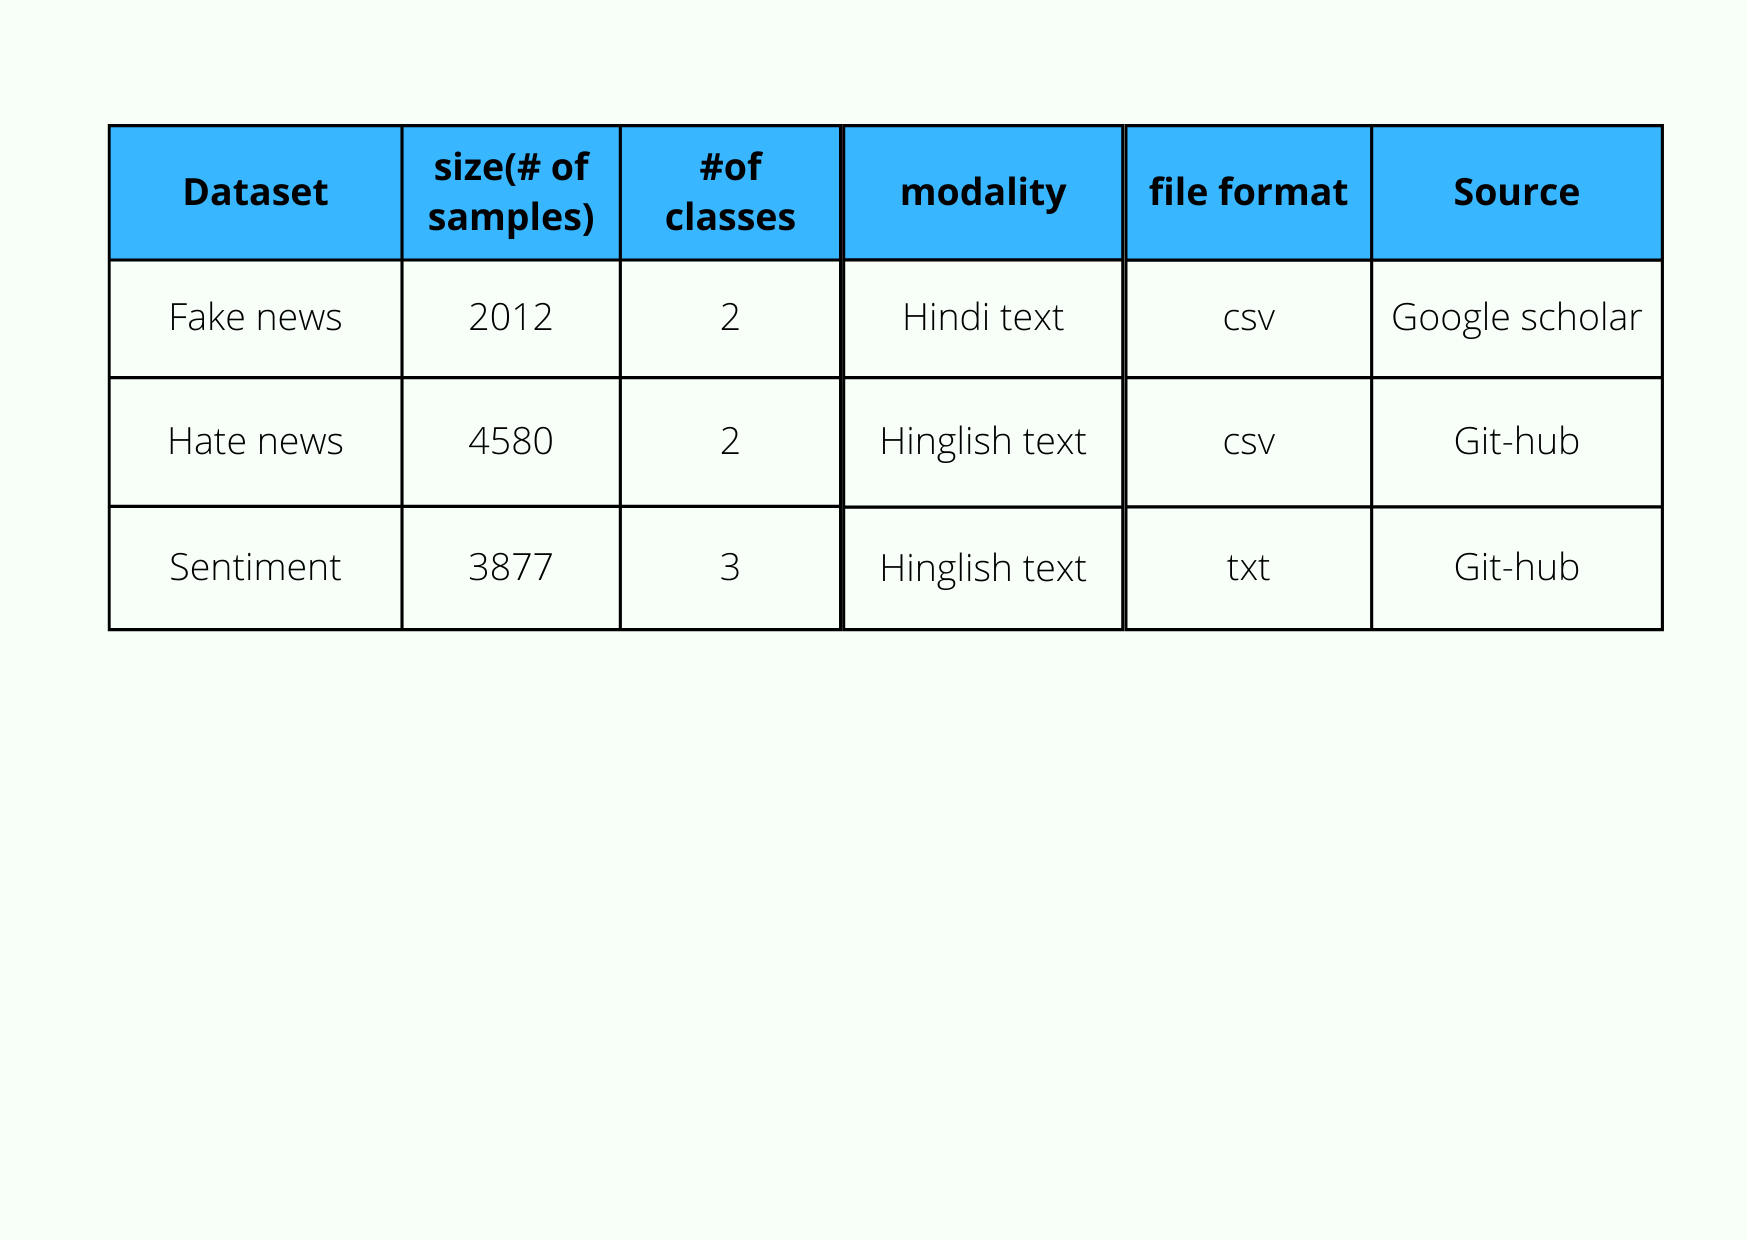 Dataset size(# of samples) #of classes modality file format Source
Fake news 2012 2 Hindi text csv Google scholar
Hate news 4580 2 Hinglish text csv Git-hub
Sentiment 3877 3 Hinglish text txt Git-hub